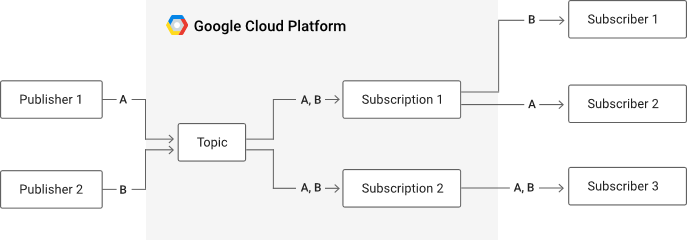 Google Cloud Platform
Publisher 1
A
Publisher 2
B
Topic
A, B
Subscription 1
A, B
Subscription 2
B
Subscriber 1
A
Subscriber 2
A, B
Subscriber 3